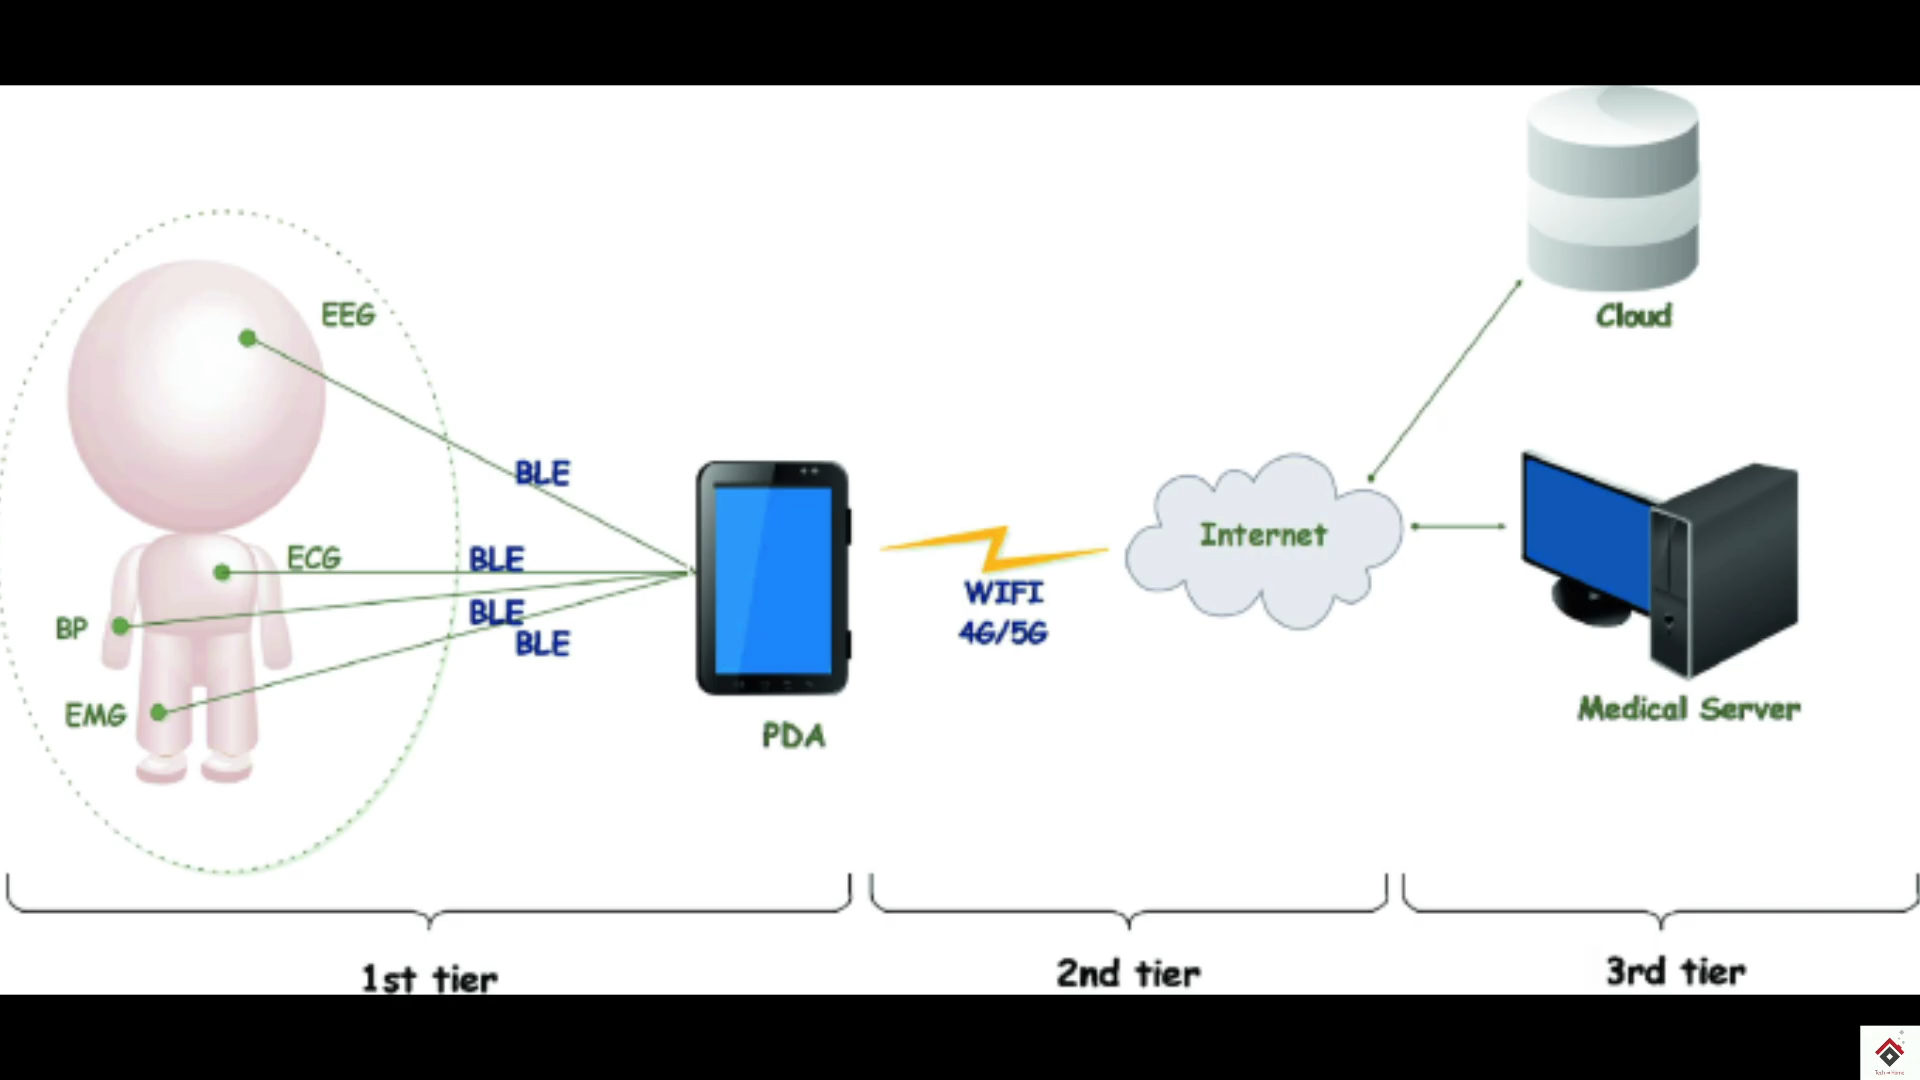 Cloud
EEG
BLE
Internet
ECG
BLE
WIFI
4G/5G
BP
BLE
BLE
EMG
PDA
Medical Server
1st tier
2nd tier
3rd tier